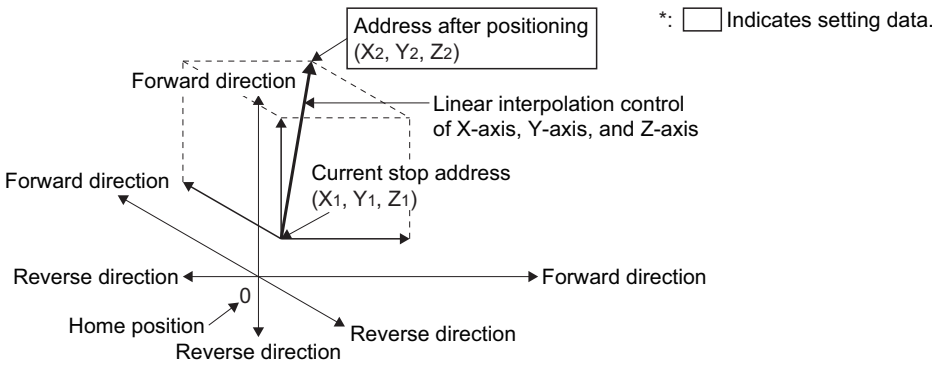 Address after positioning
(X2, Y2, Z2)
*: Indicates setting data.
Forward direction
Linear interpolation control
of X-axis, Y-axis, and Z-axis
Current stop address
(X1, Y1, Z1)
Forward direction
Reverse direction
Forward direction
0
Home position
Reverse direction
Reverse direction